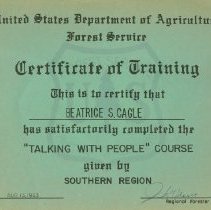 United States Department of Agriculture
Forest Service
Certificate of Training
This is to certify that
BEATRICE S. CAGLE
has satisfactorily completed the
"TALKING WITH PEOPLE" COURSE
given by
SOUTHERN REGION
Regional Forester